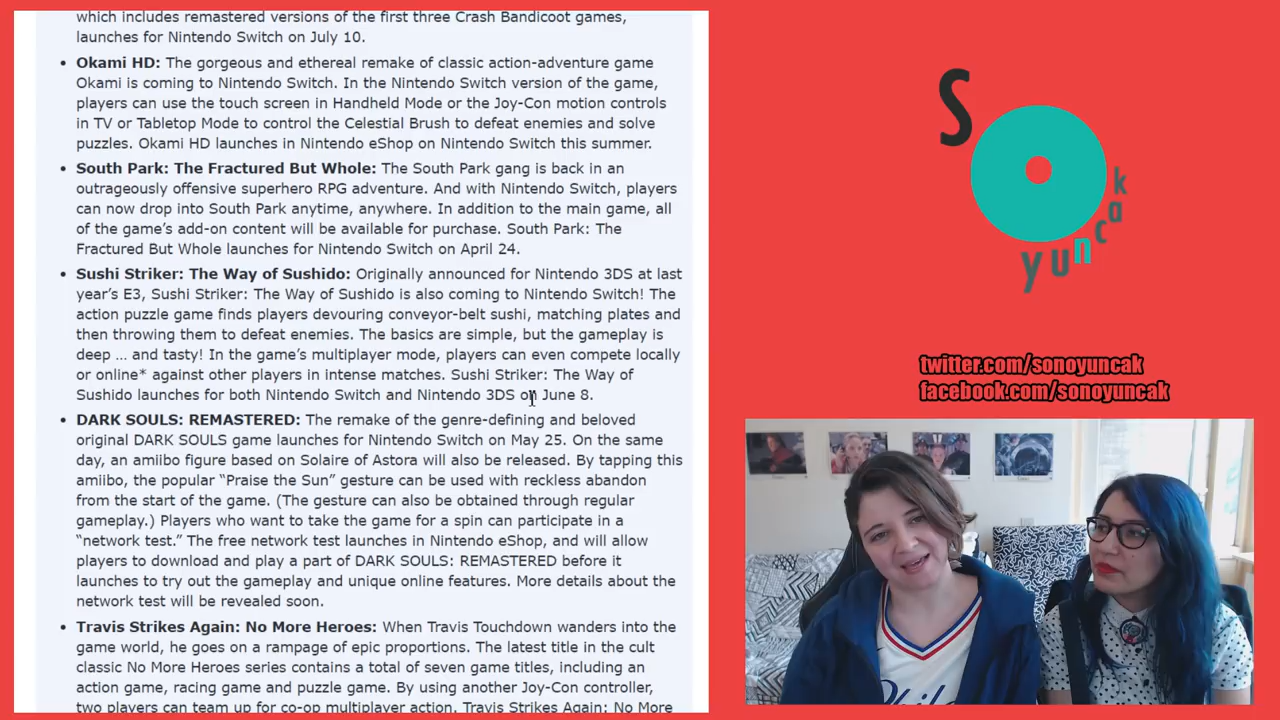 which includes remastered versions of the first three Crash Bandicoot games,
launches for Nintendo Switch on July 10.
• Okami HD: The gorgeous and ethereal remake of classic action-adventure game
Okami is coming to Nintendo Switch. In the Nintendo Switch version of the game,
players can use the touch screen in Handheld Mode or the Joy-Con motion controls
in TV or Tabletop Mode to control the Celestial Brush to defeat enemies and solve
puzzles. Okami HD launches in Nintendo eShop on Nintendo Switch this summer.
• South Park: The Fractured But Whole: The South Park gang is back in an
outrageously offensive superhero RPG adventure. And with Nintendo Switch, players
can now drop into South Park anytime, anywhere. In addition to the main game, all
of the game’s add-on content will be available for purchase. South Park: The
Fractured But Whole launches for Nintendo Switch on April 24.
• Sushi Striker: The Way of Sushido: Originally announced for Nintendo 3DS at last
year’s E3, Sushi Striker: The Way of Sushido is also coming to Nintendo Switch! The
action puzzle game finds players devouring conveyor-belt sushi, matching plates and
then throwing them to defeat enemies. The basics are simple, but the gameplay is
deep … and tasty! In the game’s multiplayer mode, players can even compete locally
or online* against other players in intense matches. Sushi Striker: The Way of
Sushido launches for both Nintendo Switch and Nintendo 3DS on June 8.
• DARK SOULS: REMASTERED: The remake of the genre-defining and beloved
original DARK SOULS game launches for Nintendo Switch on May 25. On the same
day, an amiibo figure based on Solaire of Astora will also be released. By tapping this
amiibo, the popular “Praise the Sun” gesture can be used with reckless abandon
from the start of the game. (The gesture can also be obtained through regular
gameplay.) Players who want to take the game for a spin can participate in a
“network test.” The free network test launches in Nintendo eShop, and will allow
players to download and play a part of DARK SOULS: REMASTERED before it
launches to try out the gameplay and unique online features. More details about the
network test will be revealed soon.
• Travis Strikes Again: No More Heroes: When Travis Touchdown wanders into the
game world, he goes on a rampage of epic proportions. The latest title in the cult
classic No More Heroes series contains a total of seven game titles, including an
action game, racing game and puzzle game. By using another Joy-Con controller,
two players can team up for co-op multiplayer action. Travis Strikes Again: No More
SO yuncak
twitter.com/sonoyuncak
facebook.com/sonoyuncak